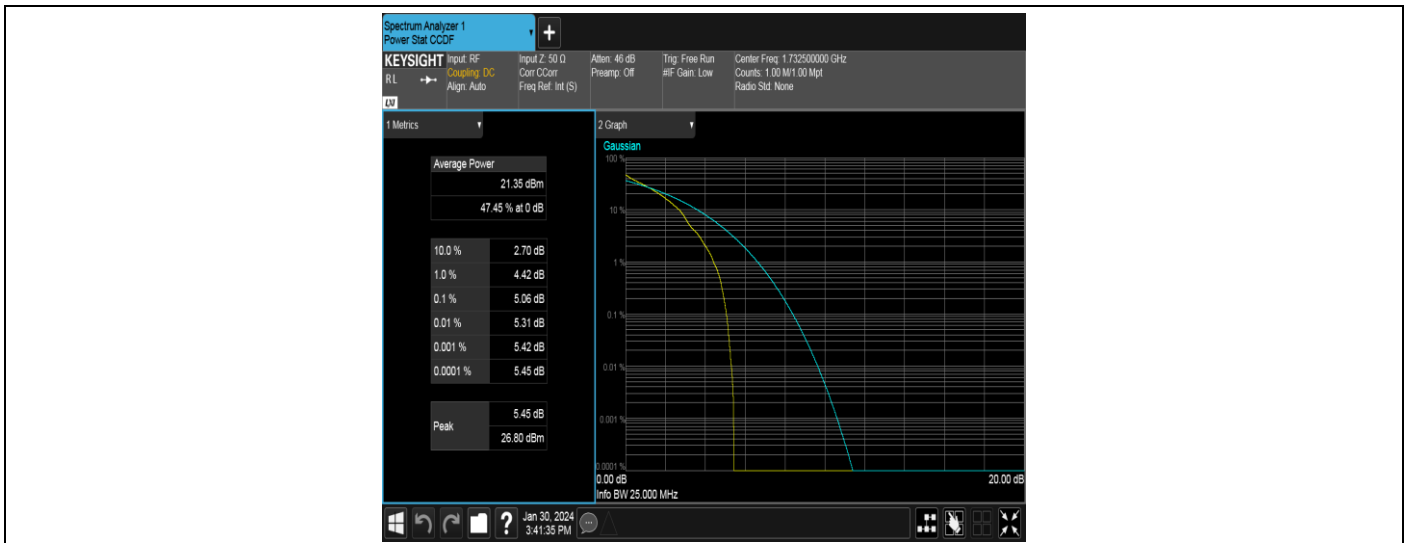 Spectrum Analyzer 1
Power Stat CCDF
+
KEYSIGHT
RL
LXI
Input: RF
Coupling: DC
Align: Auto
Input Z: 50 Ω
Corr CCorr
Freq Ref: Int (S)
Atten: 46 dB
Preamp: Off
Trig: Free Run
#IF Gain: Low
Center Freq: 1.732500000 GHz
Counts: 1.00 M/1.00 Mpt
Radio Std: None
1 Metrics
Average Power
21.35 dBm
47.45 % at 0 dB
10.0 % 2.70 dB
1.0 % 4.42 dB
0.1 % 5.06 dB
0.01 % 5.31 dB
0.001 % 5.42 dB
0.0001 % 5.45 dB
Peak
5.45 dB
26.80 dBm
2 Graph
Gaussian
100 %
10 %
1 %
0.1 %
0.01 %
0.001 %
0.0001 %
0.00 dB 20.00 dB
Info BW 25.000 MHz
?
Jan 30, 2024
3:41:35 PM